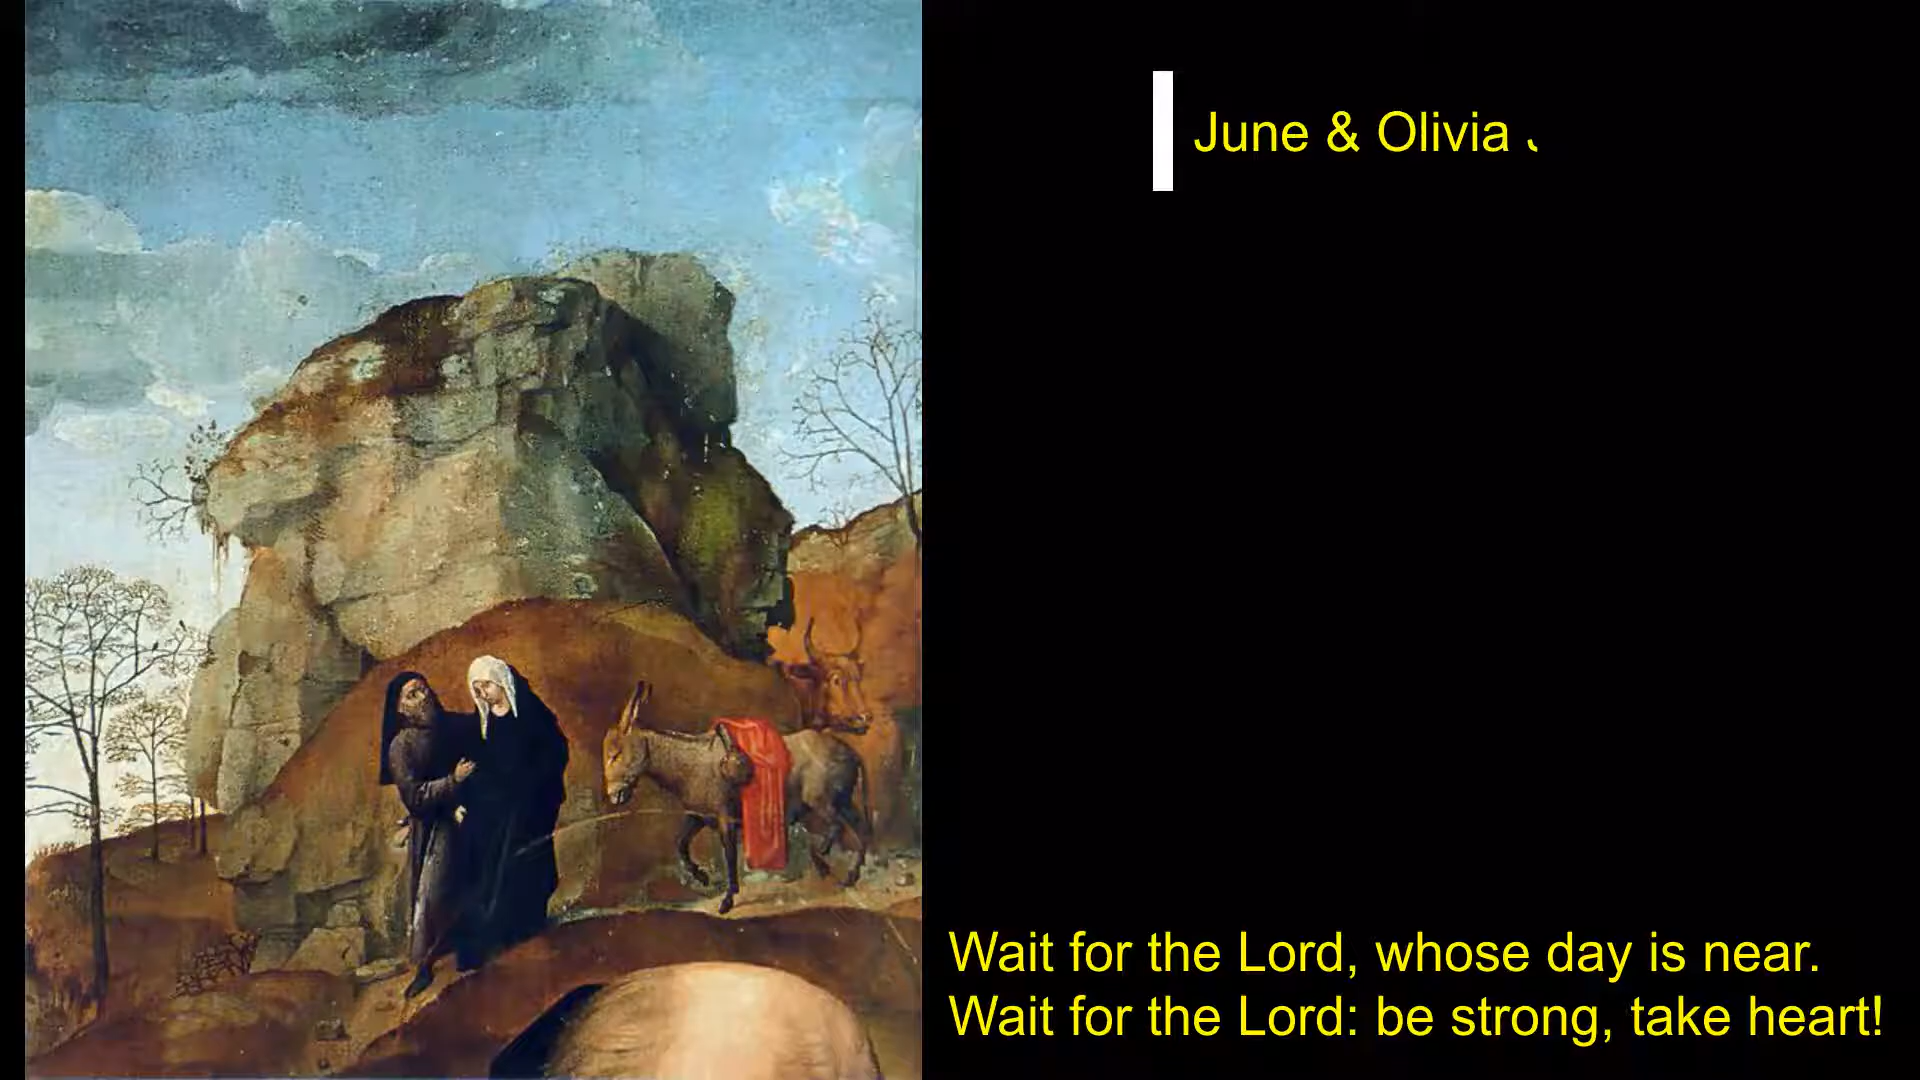 June & Olivia
Wait for the Lord, whose day is near.
Wait for the Lord: be strong, take heart!